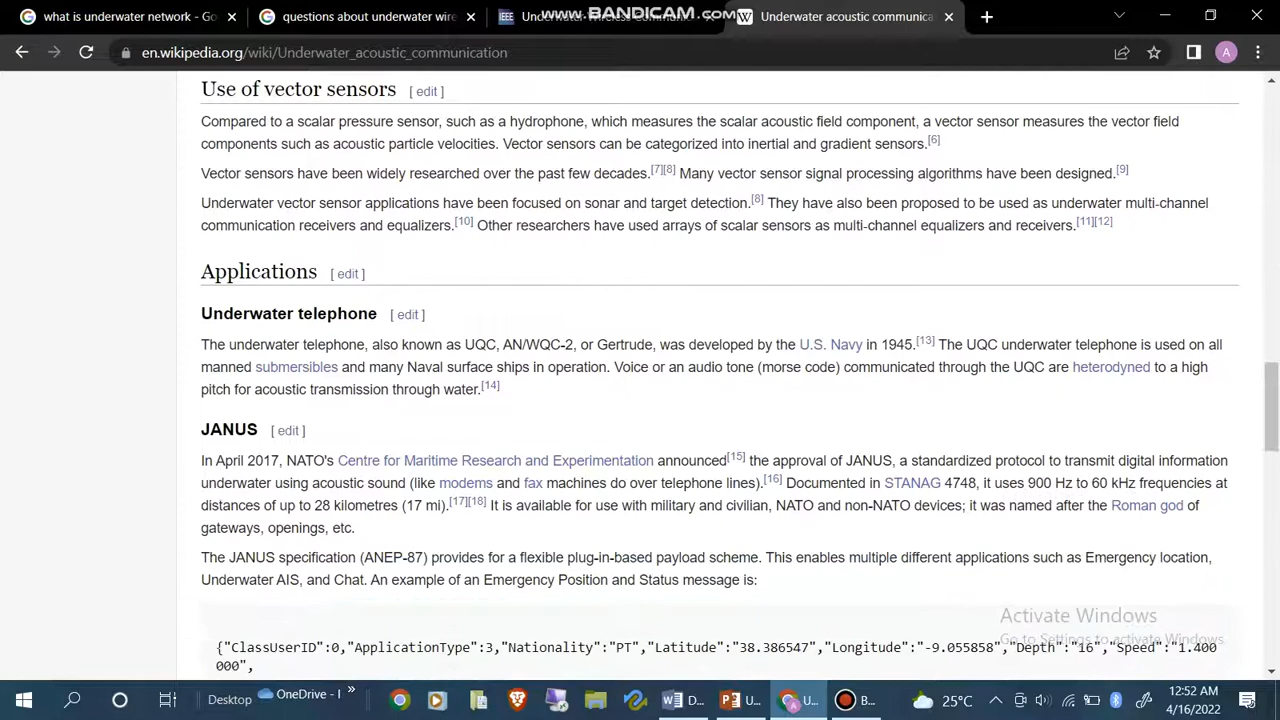 what is underwater network - Go
questions about underwater wire
IEEE
www.BANDICAM.com
W
Underwater acoustic communica
en.wikipedia.org/wiki/Underwater_acoustic_communication
A
Use of vector sensors [ edit ]
Compared to a scalar pressure sensor, such as a hydrophone, which measures the scalar acoustic field component, a vector sensor measures the vector field
components such as acoustic particle velocities. Vector sensors can be categorized into inertial and gradient sensors.[6]
Vector sensors have been widely researched over the past few decades.[7][8] Many vector sensor signal processing algorithms have been designed.[9]
Underwater vector sensor applications have been focused on sonar and target detection.[8] They have also been proposed to be used as underwater multi-channel
communication receivers and equalizers.[10] Other researchers have used arrays of scalar sensors as multi-channel equalizers and receivers.[11][12]
Applications [ edit ]
Underwater telephone [ edit ]
The underwater telephone, also known as UQC, AN/WQC-2, or Gertrude, was developed by the U.S. Navy in 1945.[13] The UQC underwater telephone is used on all
manned submersibles and many Naval surface ships in operation. Voice or an audio tone (morse code) communicated through the UQC are heterodyned to a high
pitch for acoustic transmission through water.[14]
JANUS [ edit ]
In April 2017, NATO's Centre for Maritime Research and Experimentation announced[15] the approval of JANUS, a standardized protocol to transmit digital information
underwater using acoustic sound (like modems and fax machines do over telephone lines).[16] Documented in STANAG 4748, it uses 900 Hz to 60 kHz frequencies at
distances of up to 28 kilometres (17 mi).[17][18] It is available for use with military and civilian, NATO and non-NATO devices; it was named after the Roman god of
gateways, openings, etc.
The JANUS specification (ANEP-87) provides for a flexible plug-in-based payload scheme. This enables multiple different applications such as Emergency location,
Underwater AIS, and Chat. An example of an Emergency Position and Status message is:
Activate Windows
Go to Settings to activate Windows.
{"ClassUserID":0,"ApplicationType":3,"Nationality":"PT","Latitude":"38.386547","Longitude":"-9.055858","Depth":"16","Speed":"1.400
000",
Desktop OneDrive - I » D... U... U... B... 25°C 12:52 AM
4/16/2022